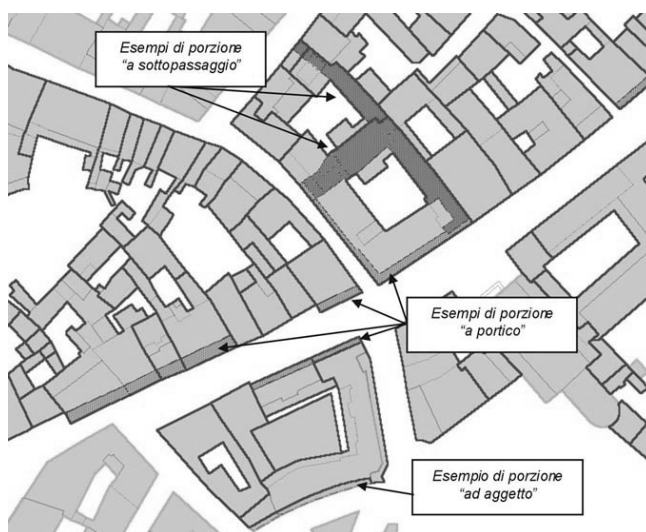 Esempi di porzione
“a sottopassaggio”
Esempi di porzione
“a portico”
Esempio di porzione
“ad aggetto”